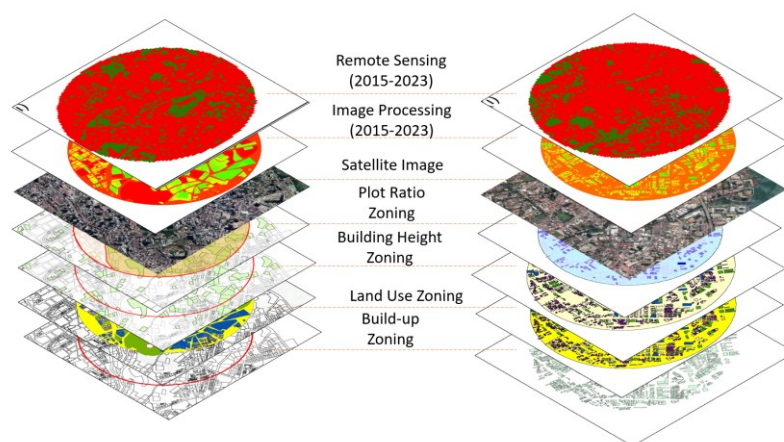 Remote Sensing
(2015-2023)
Image Processing
(2015-2023)
Satellite Image
Plot Ratio
Zoning
Building Height
Zoning
Land Use Zoning
Build-up
Zoning